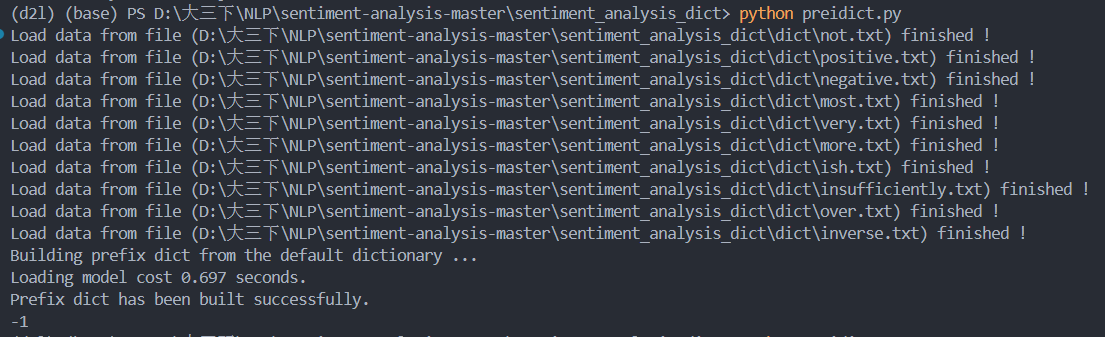 (d2l) (base) PS D:\大三下\NLP\sentiment-analysis-master\sentiment_analysis_dict> python preidict.py
Load data from file (D:\大三下\NLP\sentiment-analysis-master\sentiment_analysis_dict\dict\not.txt) finished !
Load data from file (D:\大三下\NLP\sentiment-analysis-master\sentiment_analysis_dict\dict\positive.txt) finished !
Load data from file (D:\大三下\NLP\sentiment-analysis-master\sentiment_analysis_dict\dict\negative.txt) finished !
Load data from file (D:\大三下\NLP\sentiment-analysis-master\sentiment_analysis_dict\dict\most.txt) finished !
Load data from file (D:\大三下\NLP\sentiment-analysis-master\sentiment_analysis_dict\dict\very.txt) finished !
Load data from file (D:\大三下\NLP\sentiment-analysis-master\sentiment_analysis_dict\dict\more.txt) finished !
Load data from file (D:\大三下\NLP\sentiment-analysis-master\sentiment_analysis_dict\dict\ish.txt) finished !
Load data from file (D:\大三下\NLP\sentiment-analysis-master\sentiment_analysis_dict\dict\insufficiently.txt) finished !
Load data from file (D:\大三下\NLP\sentiment-analysis-master\sentiment_analysis_dict\dict\over.txt) finished !
Load data from file (D:\大三下\NLP\sentiment-analysis-master\sentiment_analysis_dict\dict\inverse.txt) finished !
Building prefix dict from the default dictionary ...
Loading model cost 0.697 seconds.
Prefix dict has been built successfully.
-1